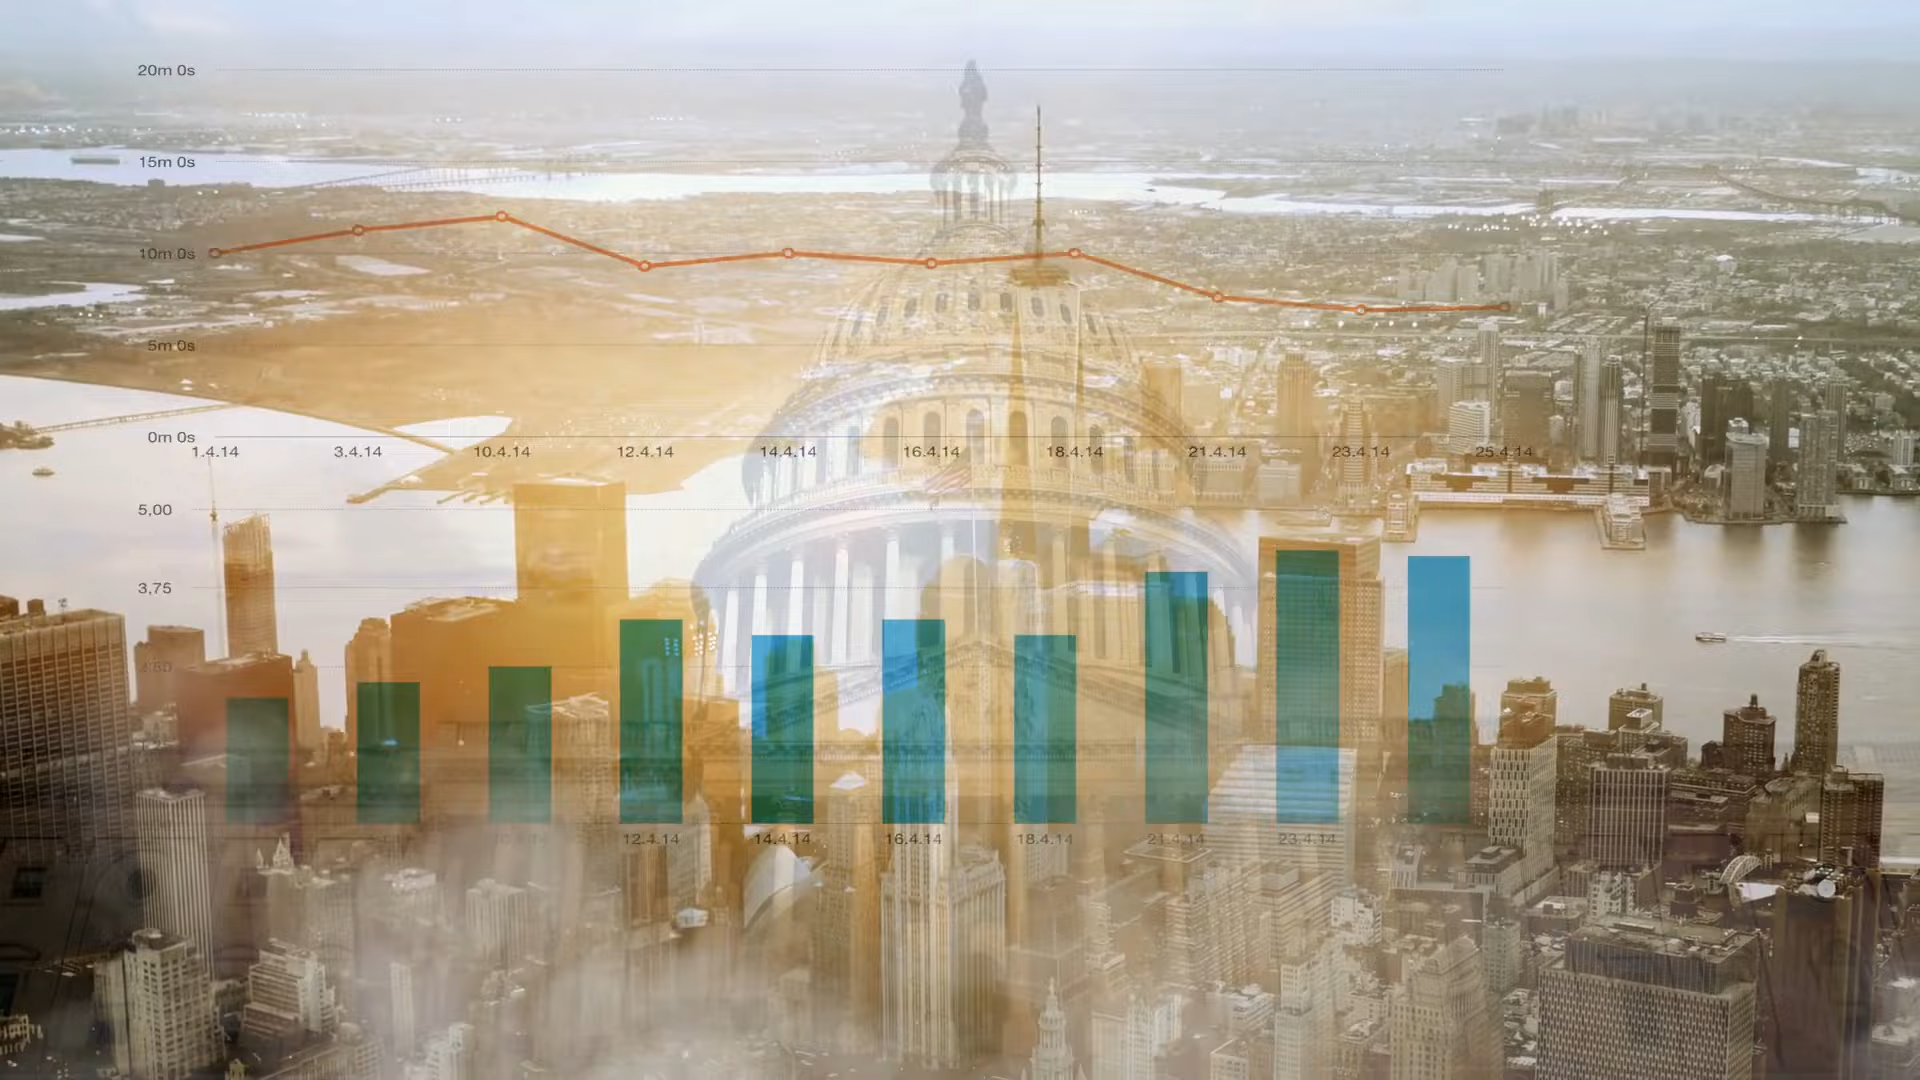 20m 0s
15m 0s
10m 0s
5m 0s
0m 0s
1.4.14 3.4.14 10.4.14 12.4.14 14.4.14 16.4.14 18.4.14 21.4.14 23.4.14 25.4.14
5,00
3,75
2,50
12.4.14 14.4.14 16.4.14 18.4.14 21.4.14 23.4.14